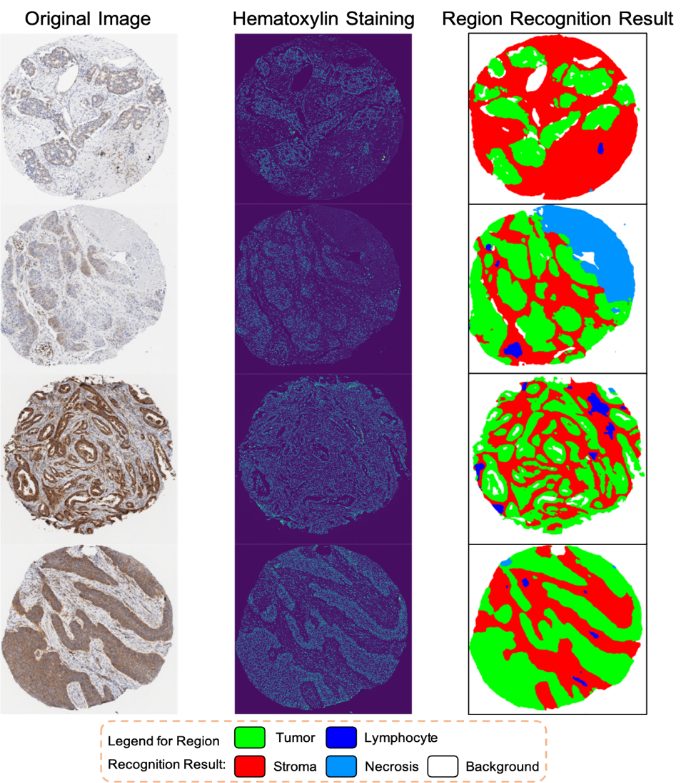 Original Image
Hematoxylin Staining
Region Recognition Result
Legend for Region
Recognition Result:
Tumor
Lymphocyte
Stroma
Necrosis
Background